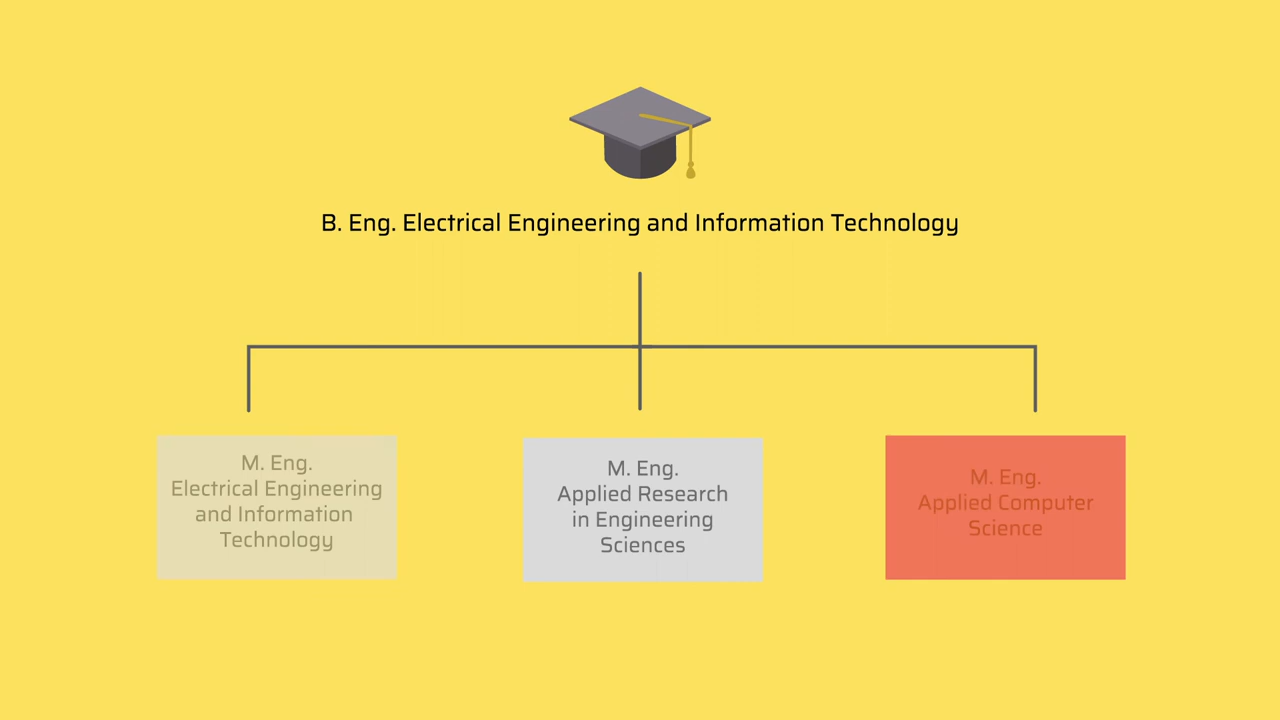 B. Eng. Electrical Engineering and Information Technology
M. Eng.
Electrical Engineering
and Information
Technology
M. Eng.
Applied Research
in Engineering
Sciences
M. Eng.
Applied Computer
Science